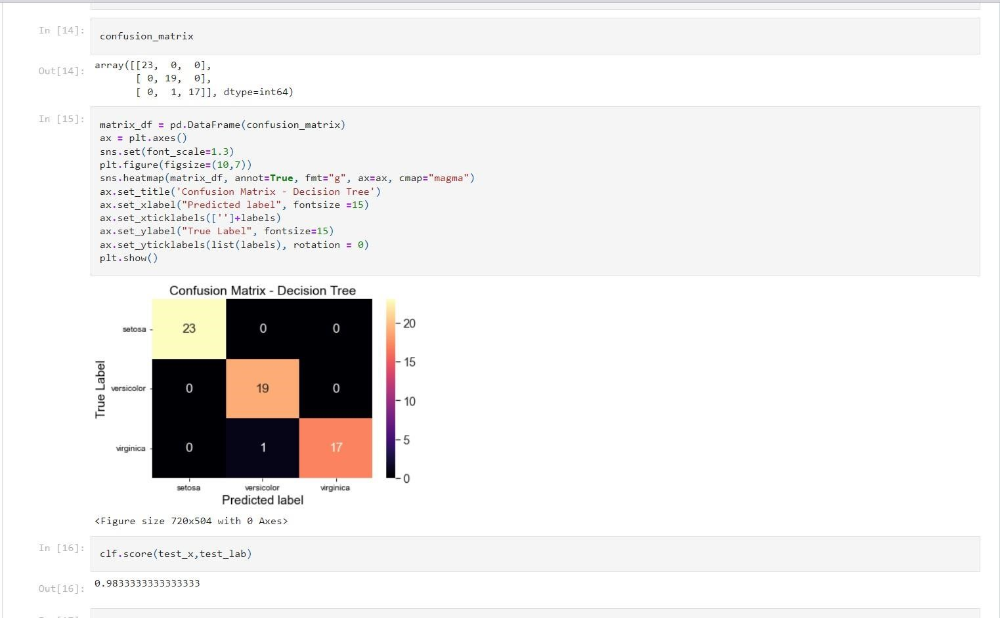 In [14]:
confusion_matrix
Out[14]:
array([[23,  0,  0],
       [ 0, 19,  0],
       [ 0,  1, 17]], dtype=int64)
In [15]:
matrix_df = pd.DataFrame(confusion_matrix)
ax = plt.axes()
sns.set(font_scale=1.3)
plt.figure(figsize=(10,7))
sns.heatmap(matrix_df, annot=True, fmt="g", ax=ax, cmap="magma")
ax.set_title('Confusion Matrix - Decision Tree')
ax.set_xlabel("Predicted label", fontsize =15)
ax.set_xticklabels(['']+labels)
ax.set_ylabel("True Label", fontsize=15)
ax.set_yticklabels(list(labels), rotation = 0)
plt.show()
Confusion Matrix - Decision Tree
True Label
setosa 23 0 0
versicolor 0 19 0
virginica 0 1 17
setosa versicolor virginica
Predicted label
20
15
10
5
0
<Figure size 720x504 with 0 Axes>
In [16]:
clf.score(test_x,test_lab)
Out[16]:
0.9833333333333333